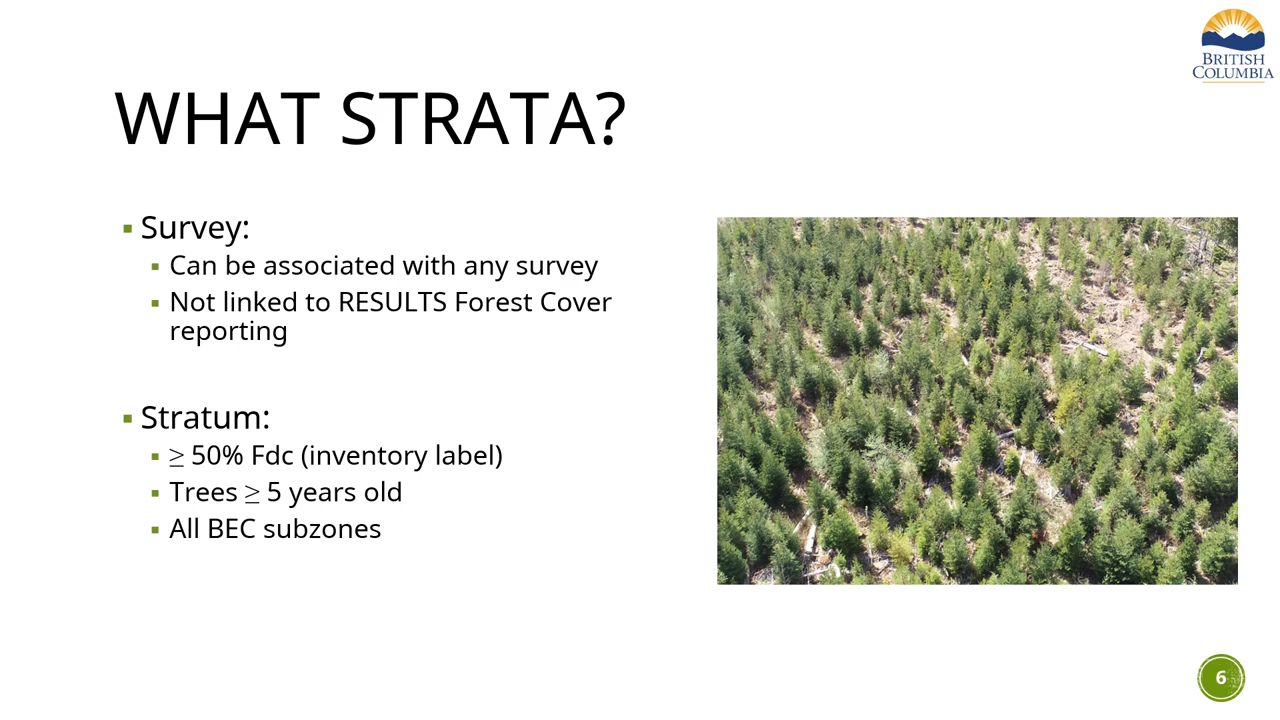 BRITISH
COLUMBIA
WHAT STRATA?
▪ Survey:
▪ Can be associated with any survey
▪ Not linked to RESULTS Forest Cover
reporting
▪ Stratum:
▪ ≥ 50% Fdc (inventory label)
▪ Trees ≥ 5 years old
▪ All BEC subzones
6